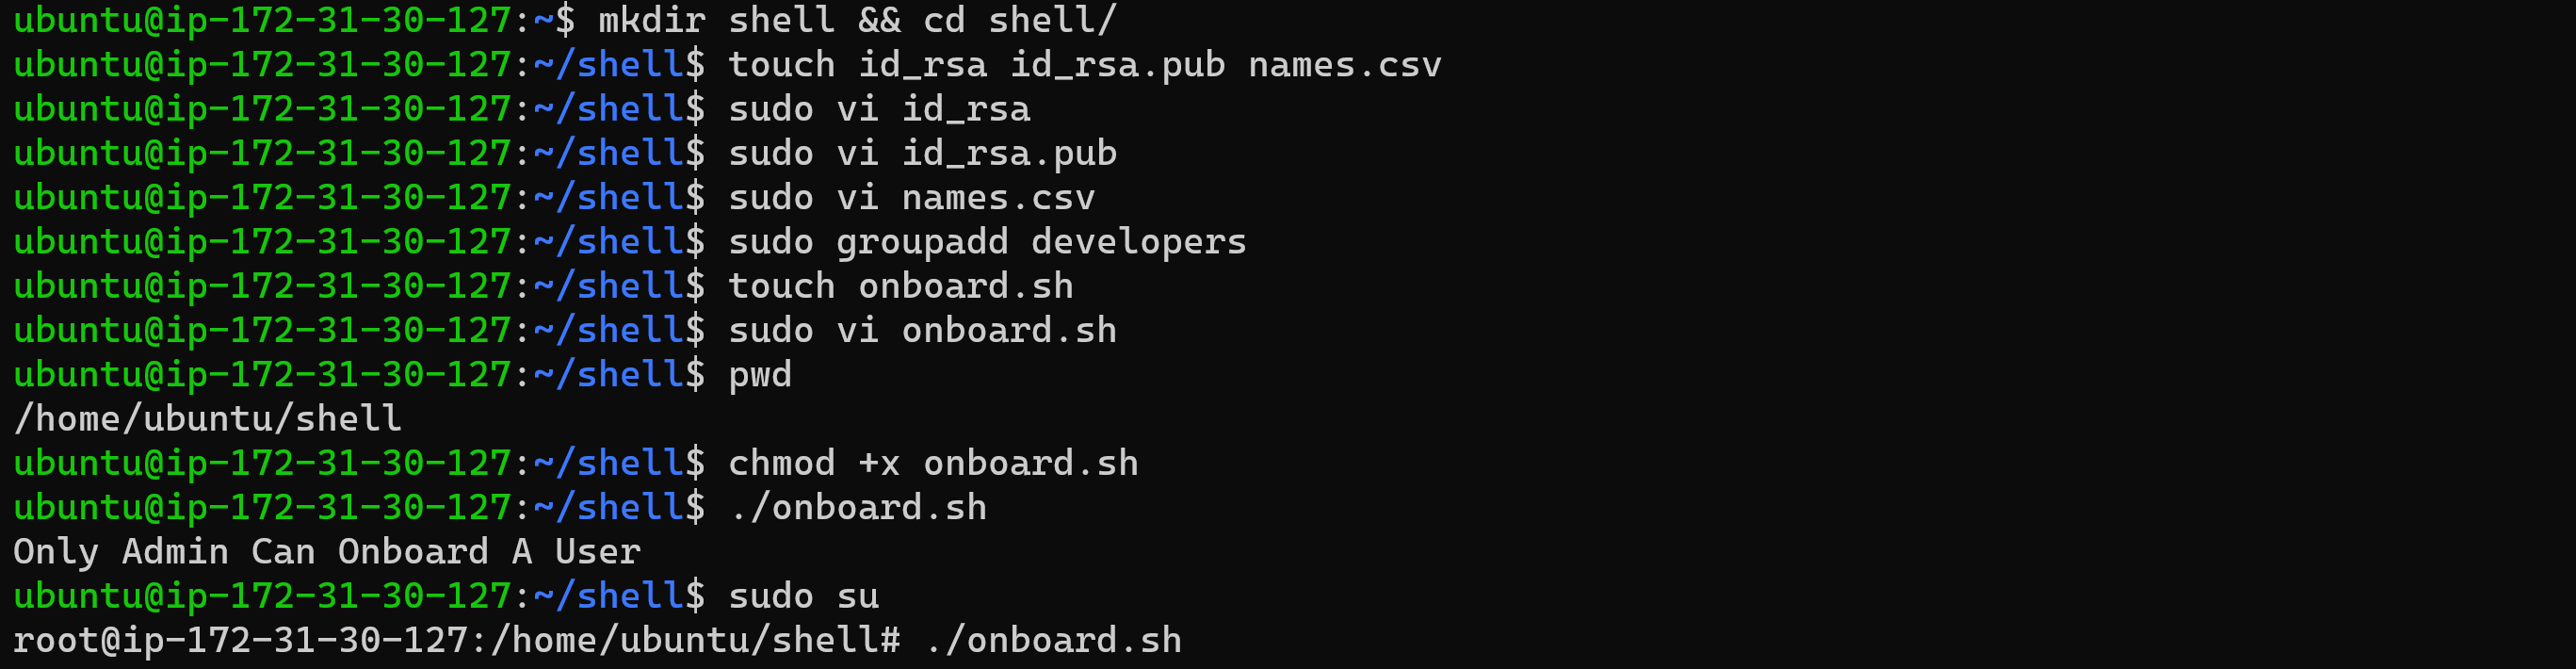 ubuntu@ip-172-31-30-127:~$ mkdir shell && cd shell/
ubuntu@ip-172-31-30-127:~/shell$ touch id_rsa id_rsa.pub names.csv
ubuntu@ip-172-31-30-127:~/shell$ sudo vi id_rsa
ubuntu@ip-172-31-30-127:~/shell$ sudo vi id_rsa.pub
ubuntu@ip-172-31-30-127:~/shell$ sudo vi names.csv
ubuntu@ip-172-31-30-127:~/shell$ sudo groupadd developers
ubuntu@ip-172-31-30-127:~/shell$ touch onboard.sh
ubuntu@ip-172-31-30-127:~/shell$ sudo vi onboard.sh
ubuntu@ip-172-31-30-127:~/shell$ pwd
/home/ubuntu/shell
ubuntu@ip-172-31-30-127:~/shell$ chmod +x onboard.sh
ubuntu@ip-172-31-30-127:~/shell$ ./onboard.sh
Only Admin Can Onboard A User
ubuntu@ip-172-31-30-127:~/shell$ sudo su
root@ip-172-31-30-127:/home/ubuntu/shell# ./onboard.sh